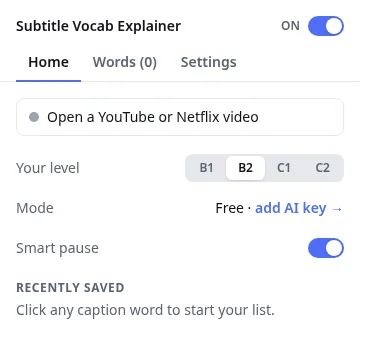 Subtitle Vocab Explainer ON
Home Words (0) Settings
Open a YouTube or Netflix video
Your level B1 B2 C1 C2
Mode Free · add AI key →
Smart pause
RECENTLY SAVED
Click any caption word to start your list.